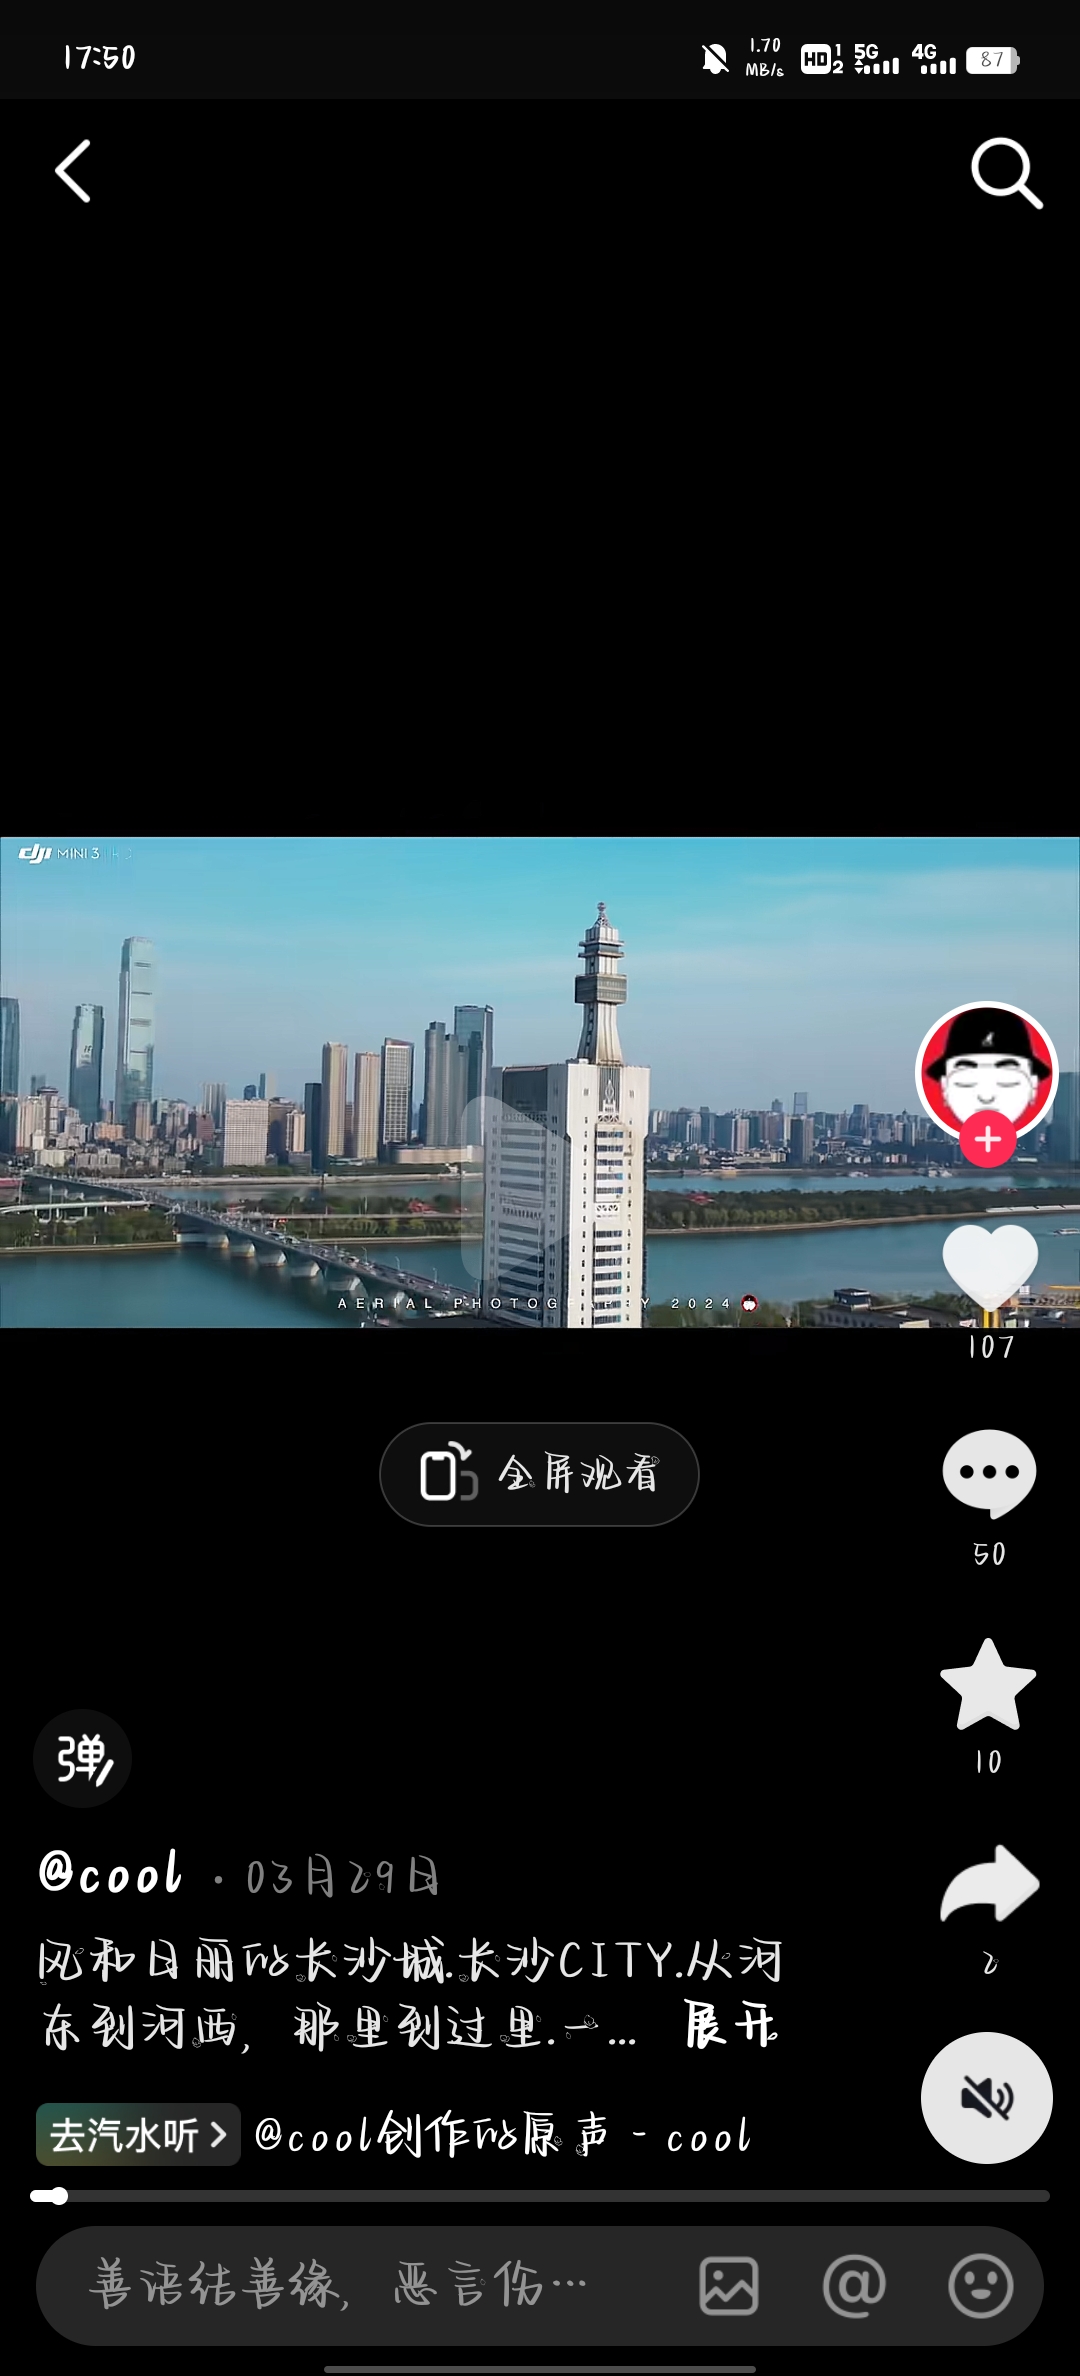 17:50
1.70
MB/s
HD 1 2
5G
4G
87
dji MINI 3
AERIAL PHOTOGRAPHY 2024
107
全屏观看
50
10
弹
@cool · 03月29日
风和日丽的长沙城.长沙CITY.从河
东到河西, 那里到过里.一... 展开
2
去汽水听 > @cool创作的原声 - cool
善语结善缘, 恶言伤...